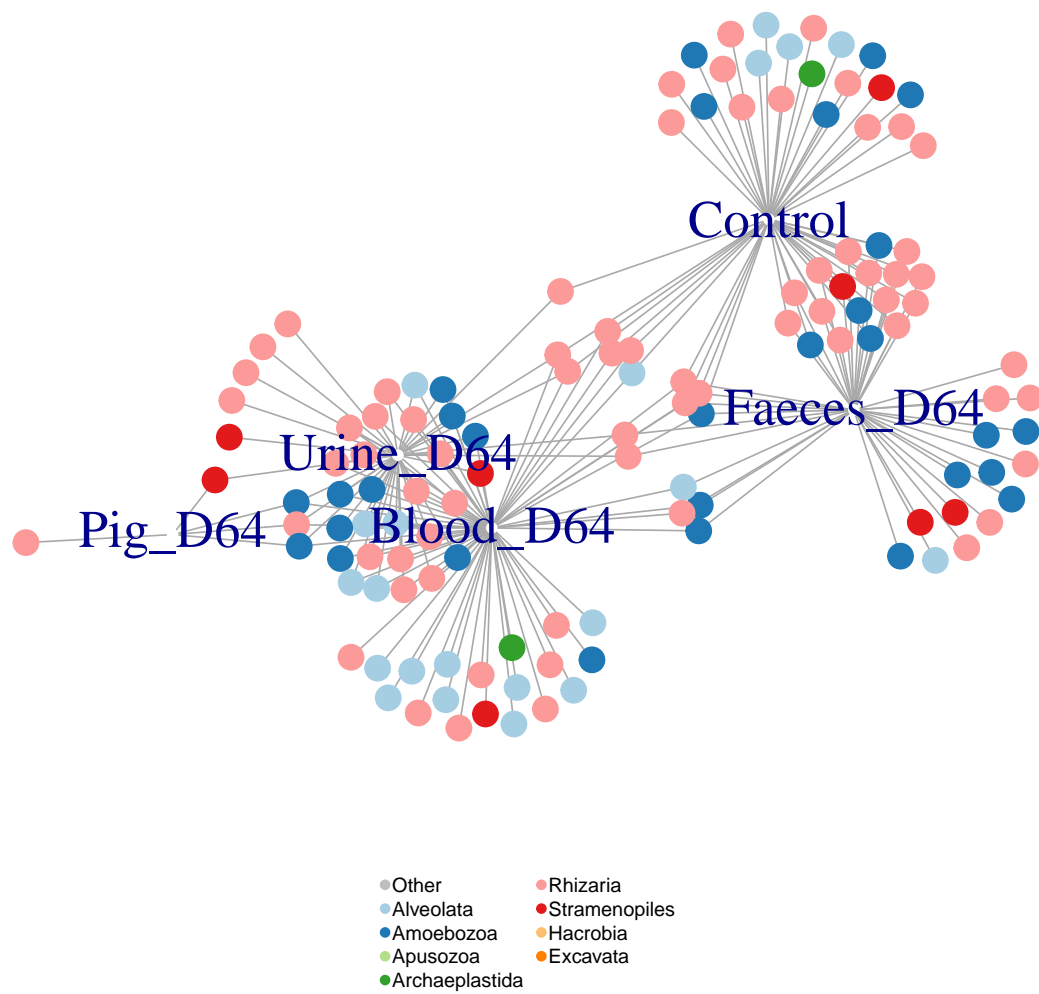 Control
Faeces_D64
Urine_D64
Blood_D64
Pig_D64
Other
Alveolata
Amoebozoa
Apusozoa
Archaeplastida
Rhizaria
Stramenopiles
Hacrobia
Excavata